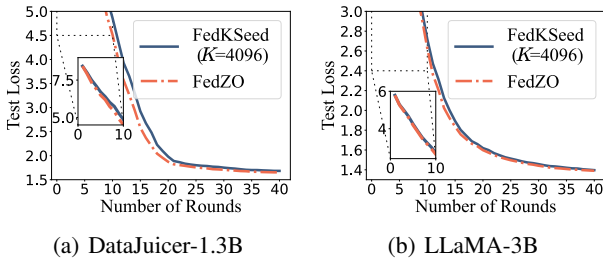 5.0
4.5
4.0
3.5
3.0
2.5
2.0
1.5
Test Loss
FedKSeed
(K=4096)
FedZO
7.5
5.0
0 10
0 5 10 15 20 25 30 35 40
Number of Rounds
(a) DataJuicer-1.3B
3.0
2.8
2.6
2.4
2.2
2.0
1.8
1.6
1.4
Test Loss
FedKSeed
(K=4096)
FedZO
6
4
0 10
0 5 10 15 20 25 30 35 40
Number of Rounds
(b) LLaMA-3B